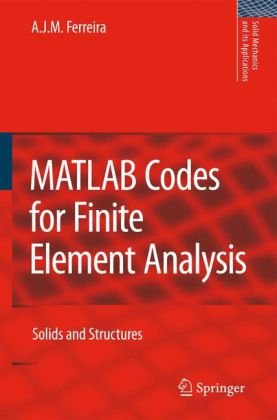 A.J.M. Ferreira
Solid Mechanics
and its Applications
MATLAB Codes
for Finite
Element Analysis
Solids and Structures
Springer